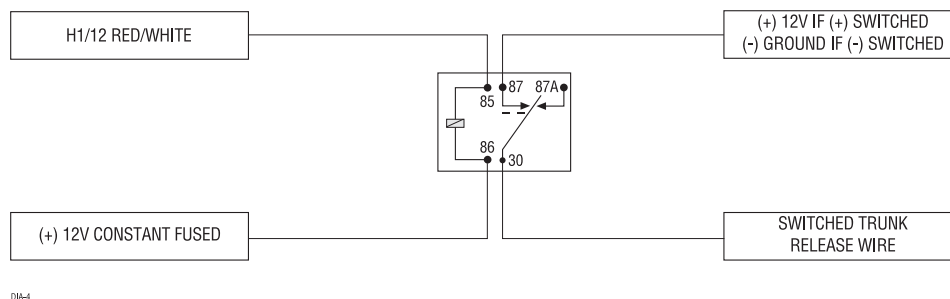 H1/12 RED/WHITE
(+) 12V IF (+) SWITCHED
(-) GROUND IF (-) SWITCHED
87 87A
85
86
30
(+) 12V CONSTANT FUSED
SWITCHED TRUNK
RELEASE WIRE
DIA-4